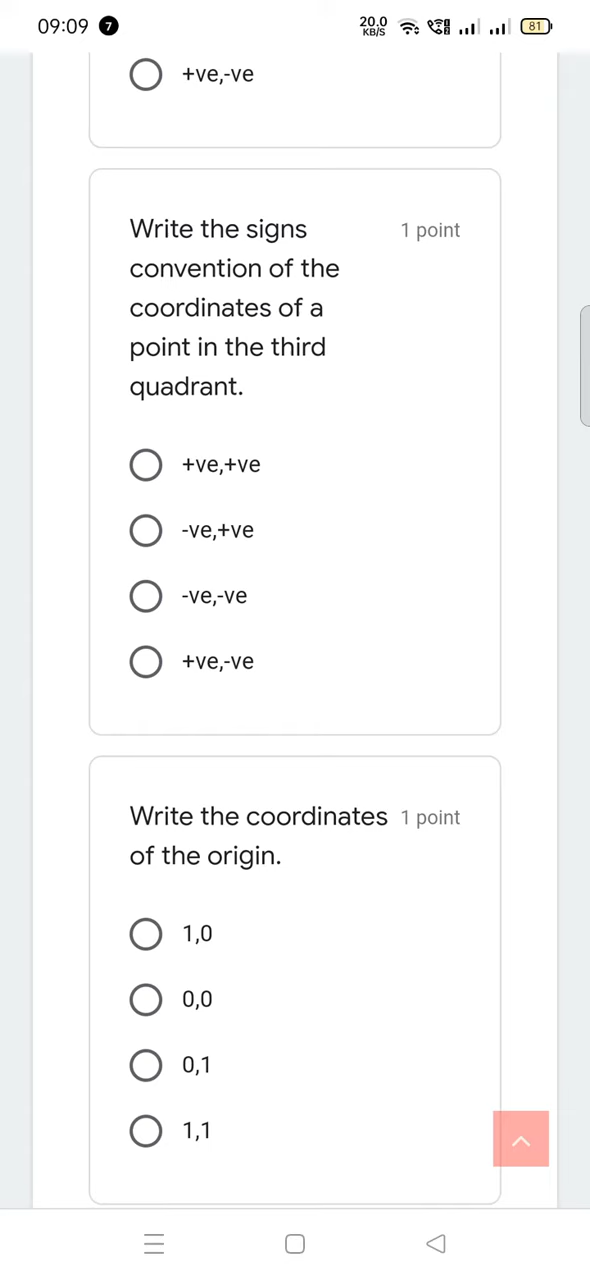 09:09 7 20.0 KB/S 81
+ve,-ve
Write the signs 1 point
convention of the
coordinates of a
point in the third
quadrant.
+ve,+ve
-ve,+ve
-ve,-ve
+ve,-ve
Write the coordinates 1 point
of the origin.
1,0
0,0
0,1
1,1